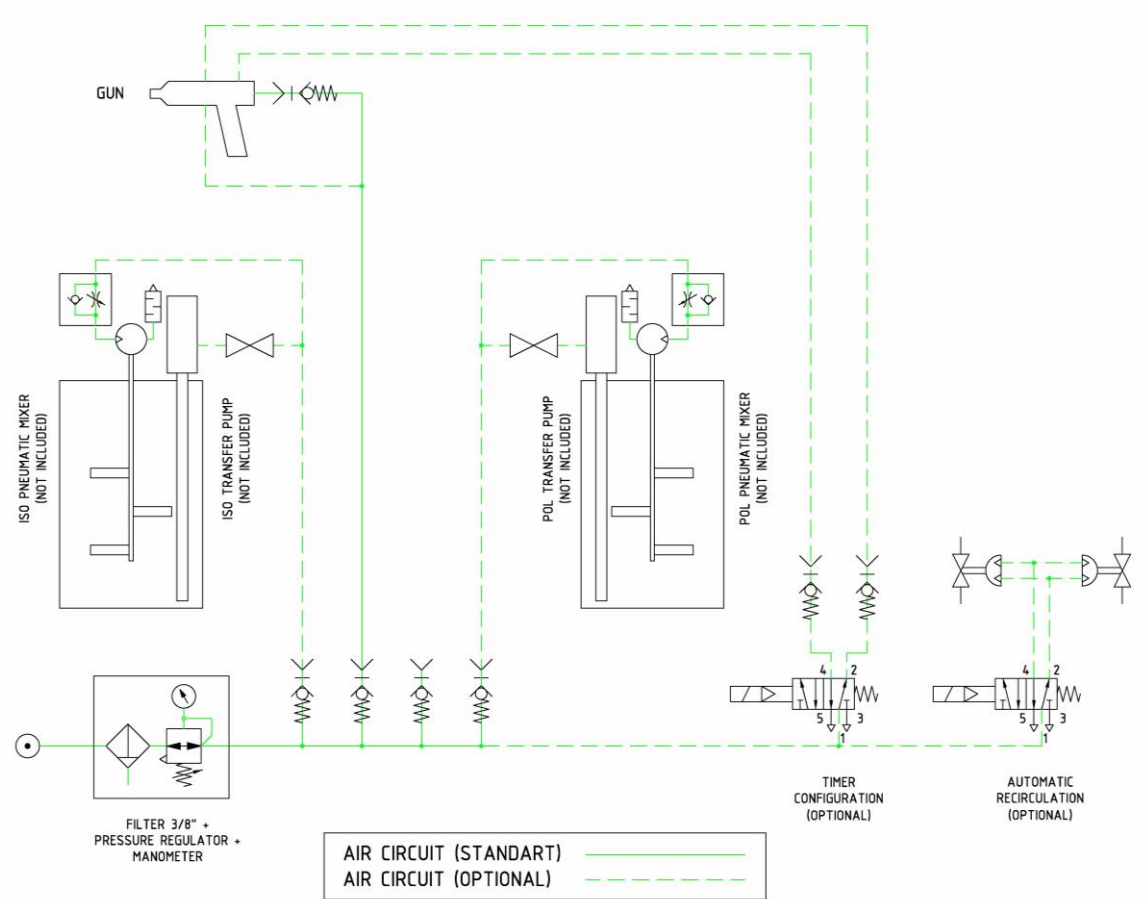 GUN
ISO PNEUMATIC MIXER
(NOT INCLUDED)
ISO TRANSFER PUMP
(NOT INCLUDED)
POL TRANSFER PUMP
(NOT INCLUDED)
POL PNEUMATIC MIXER
(NOT INCLUDED)
4 2
5 3
1
4 2
5 3
1
TIMER
CONFIGURATION
(OPTIONAL)
AUTOMATIC
RECIRCULATION
(OPTIONAL)
FILTER 3/8" +
PRESSURE REGULATOR +
MANOMETER
AIR CIRCUIT (STANDART)
AIR CIRCUIT (OPTIONAL)